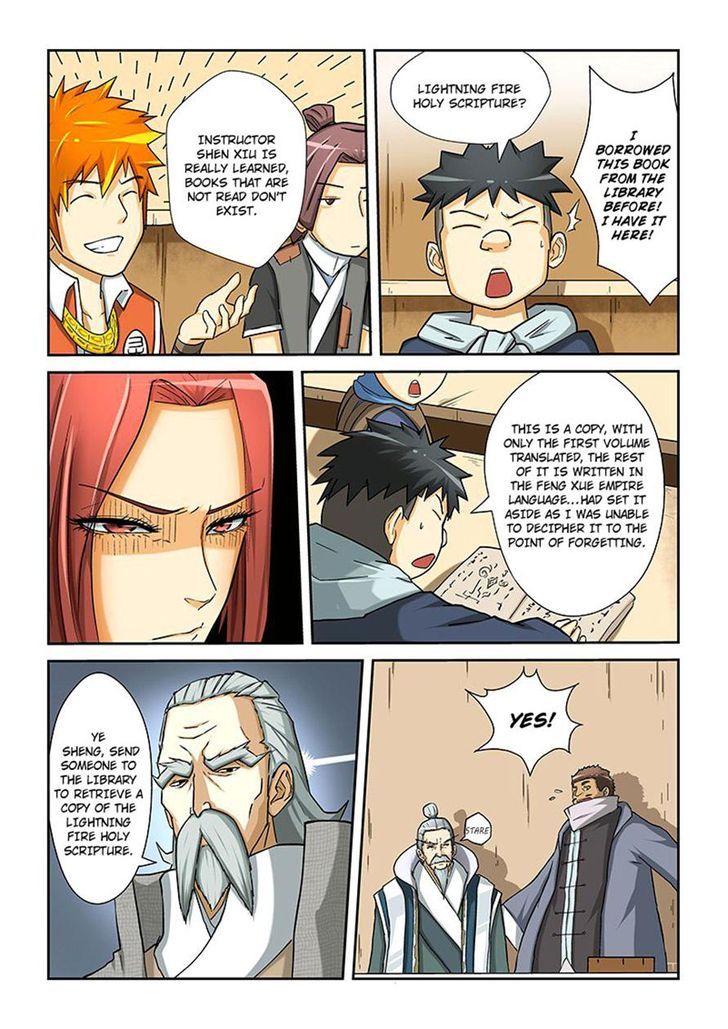 INSTRUCTOR
SHEN XIU IS
REALLY LEARNED,
BOOKS THAT ARE
NOT READ DON'T
EXIST.
LIGHTNING FIRE
HOLY SCRIPTURE?
I
BORROWED
THIS BOOK
FROM THE
LIBRARY
BEFORE!
I HAVE IT
HERE!
THIS IS A COPY, WITH
ONLY THE FIRST VOLUME
TRANSLATED, THE REST
OF IT IS WRITTEN IN
THE FENG XUE EMPIRE
LANGUAGE...HAD SET IT
ASIDE AS I WAS UNABLE
TO DECIPHER IT TO THE
POINT OF FORGETTING.
YE
SHENG, SEND
SOMEONE TO
THE LIBRARY
TO RETRIEVE A
COPY OF THE
LIGHTNING
FIRE HOLY
SCRIPTURE.
YES!
STARE